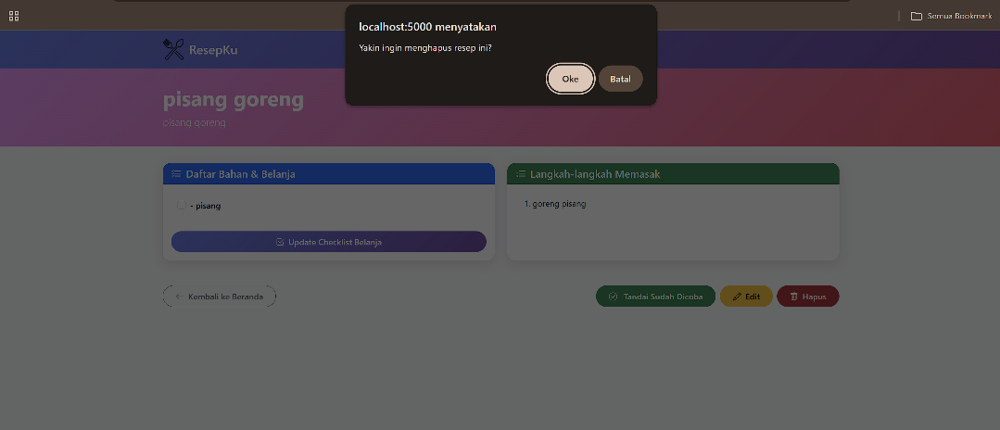 Semua Bookmark
localhost:5000 menyatakan
Yakin ingin menghapus resep ini?
Oke
Batal
ResepKu
pisang goreng
pisang goreng
Daftar Bahan & Belanja
- pisang
Update Checklist Belanja
Langkah-langkah Memasak
1. goreng pisang
Kembali ke Beranda
Tandai Sudah Dicoba
Edit
Hapus